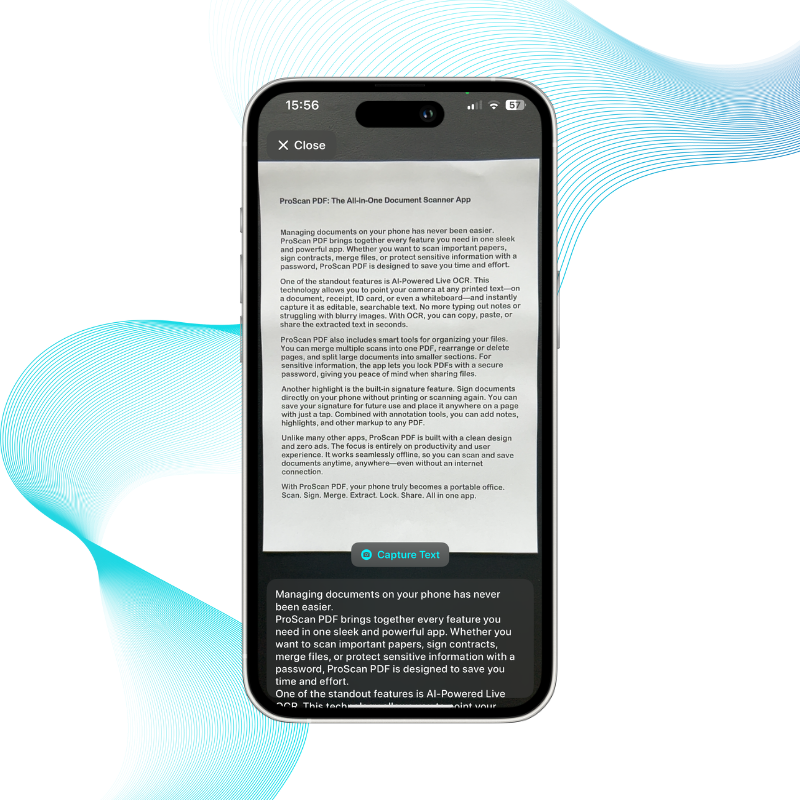 15:56
57
Close
ProScan PDF: The All-in-One Document Scanner App
Managing documents on your phone has never been easier.
ProScan PDF brings together every feature you need in one sleek
and powerful app. Whether you want to scan important papers,
sign contracts, merge files, or protect sensitive information with a
password, ProScan PDF is designed to save you time and effort.
One of the standout features is AI-Powered Live OCR. This
technology allows you to point your camera at any printed text—on
a document, receipt, ID card, or even a whiteboard—and instantly
capture it as editable, searchable text. No more typing out notes or
struggling with blurry images. With OCR, you can copy, paste, or
share the extracted text in seconds.
ProScan PDF also includes smart tools for organizing your files.
You can merge multiple scans into one PDF, rearrange or delete
pages, and split large documents into smaller sections. For
sensitive information, the app lets you lock PDFs with a secure
password, giving you peace of mind when sharing files.
Another highlight is the built-in signature feature. Sign documents
directly on your phone without printing or scanning again. You can
save your signature for future use and place it anywhere on a page
with just a tap. Combined with annotation tools, you can add notes,
highlights, and other markup to any PDF.
Unlike many other apps, ProScan PDF is built with a clean design
and zero ads. The focus is entirely on productivity and user
experience. It works seamlessly offline, so you can scan and save
documents anytime, anywhere—even without an internet
connection.
With ProScan PDF, your phone truly becomes a portable office.
Scan. Sign. Merge. Extract. Lock. Share. All in one app.
Capture Text
Managing documents on your phone has never
been easier.
ProScan PDF brings together every feature you
need in one sleek and powerful app. Whether you
want to scan important papers, sign contracts,
merge files, or protect sensitive information with a
password, ProScan PDF is designed to save you
time and effort.
One of the standout features is AI-Powered Live
OCR. This your